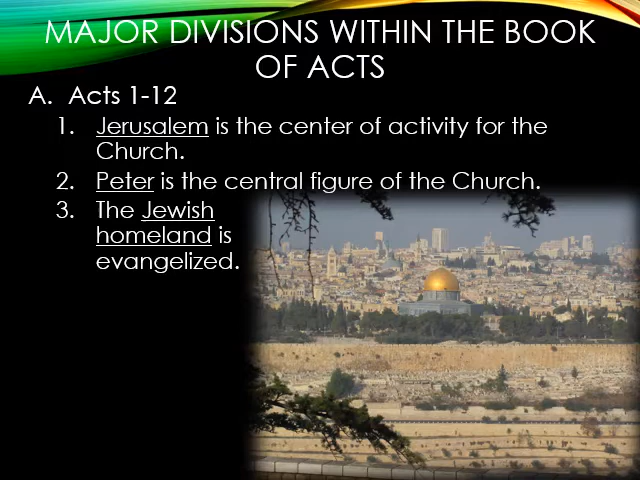 MAJOR DIVISIONS WITHIN THE BOOK
OF ACTS
A. Acts 1-12
1. Jerusalem is the center of activity for the
Church.
2. Peter is the central figure of the Church.
3. The Jewish
homeland is
evangelized.